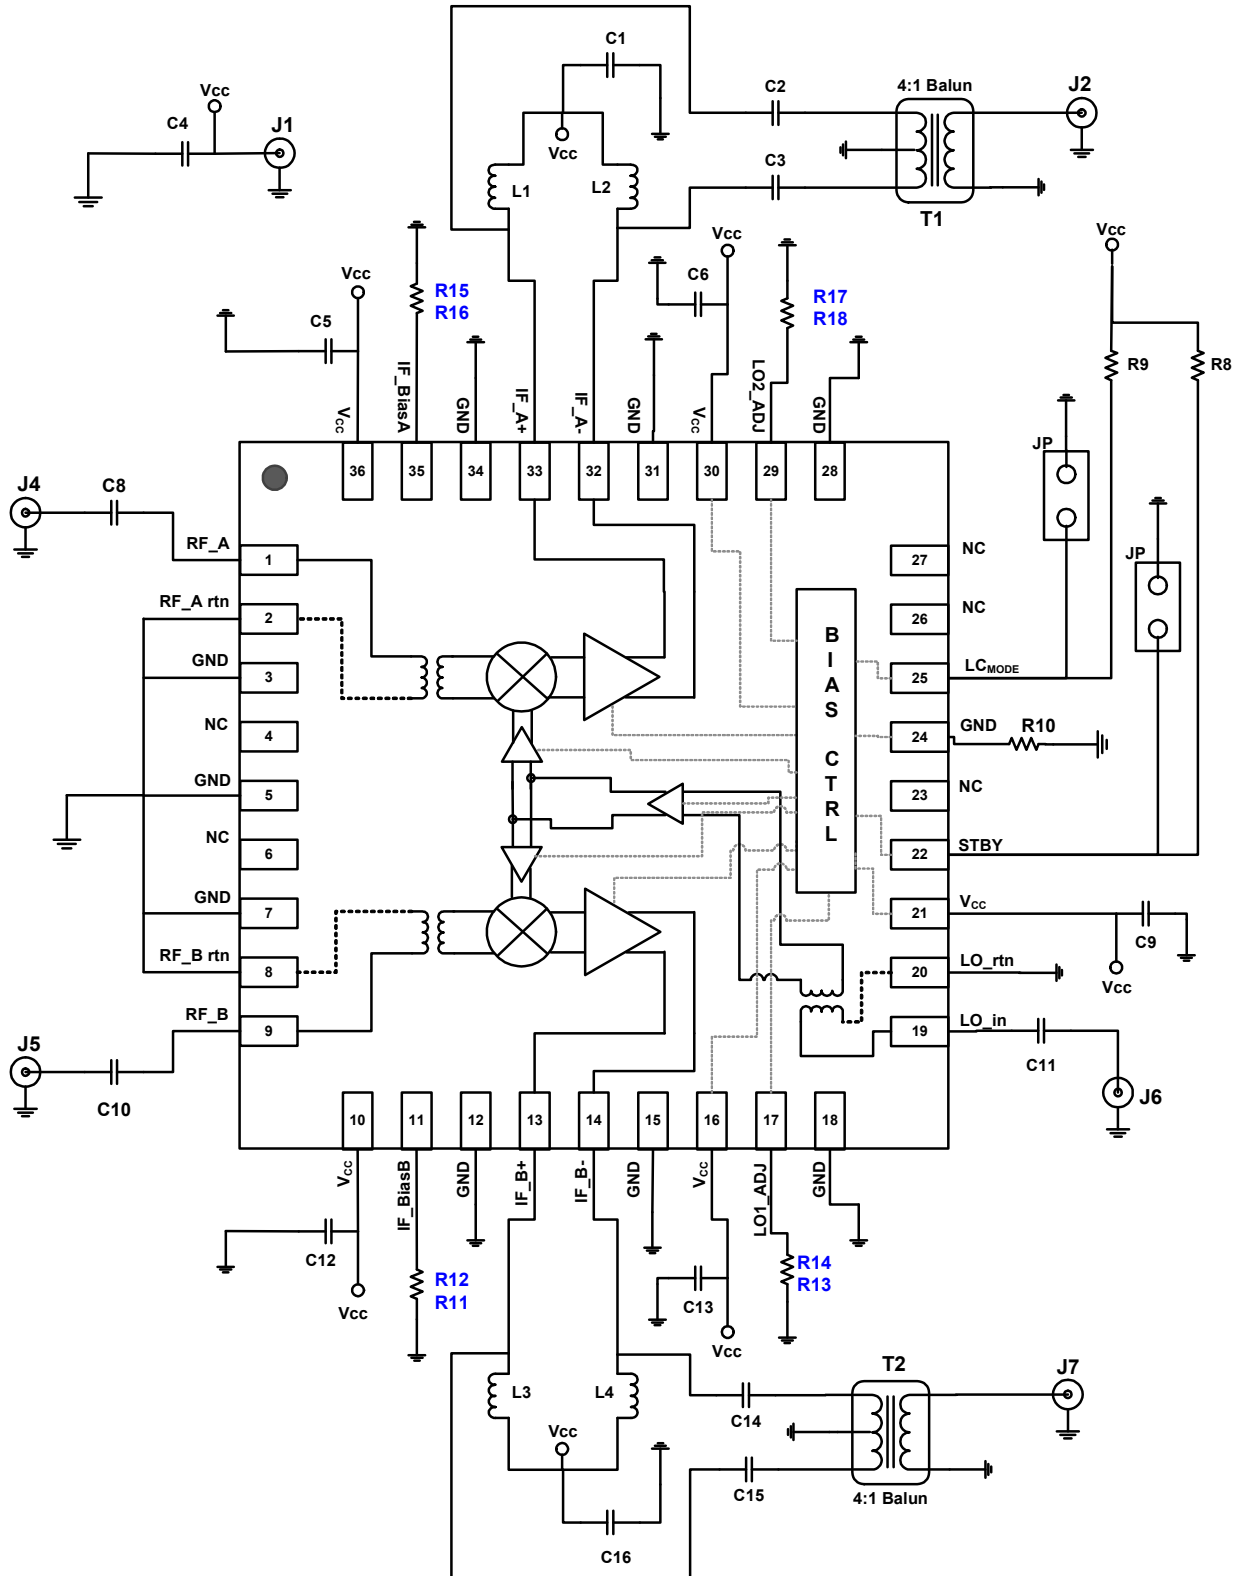 C1
Vcc
C4
J1
C2
4:1 Balun
J2
Vcc
L1
L2
C3
T1
Vcc
C5
R15
R16
C6
Vcc
R17
R18
Vcc
R9
R8
Vcc
IF_BiasA
GND
IF_A+
IF_A-
GND
Vcc
LO2_ADJ
GND
JP
JP
36
35
34
33
32
31
30
29
28
J4
C8
RF_A
1
RF_A rtn
2
GND
3
NC
4
GND
5
NC
6
GND
7
RF_B rtn
8
RF_B
9
J5
C10
BIAS CTRL
27
NC
26
NC
25
LCMODE
24
GND
R10
23
NC
22
STBY
21
VCC
C9
Vcc
20
LO_rtn
19
LO_in
C11
J6
10
11
12
13
14
15
16
17
18
VCC
IF_BiasB
GND
IF_B+
IF_B-
GND
VCC
LO1_ADJ
GND
C12
Vcc
R12
R11
C13
Vcc
R14
R13
L3
L4
Vcc
C16
C14
C15
T2
4:1 Balun
J7